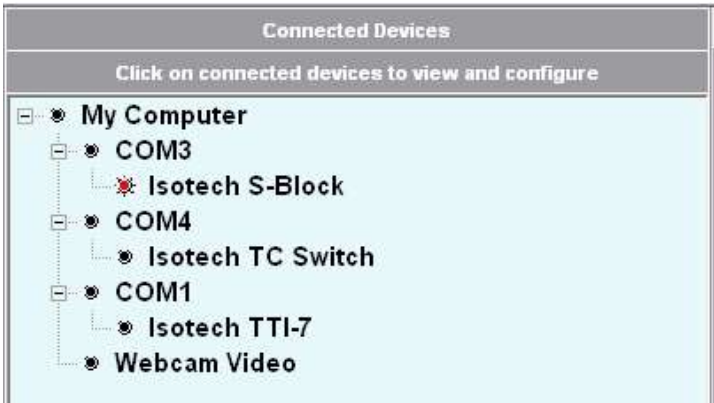 Connected Devices
Click on connected devices to view and configure
My Computer
COM3
Isotech S-Block
COM4
Isotech TC Switch
COM1
Isotech TTI-7
Webcam Video